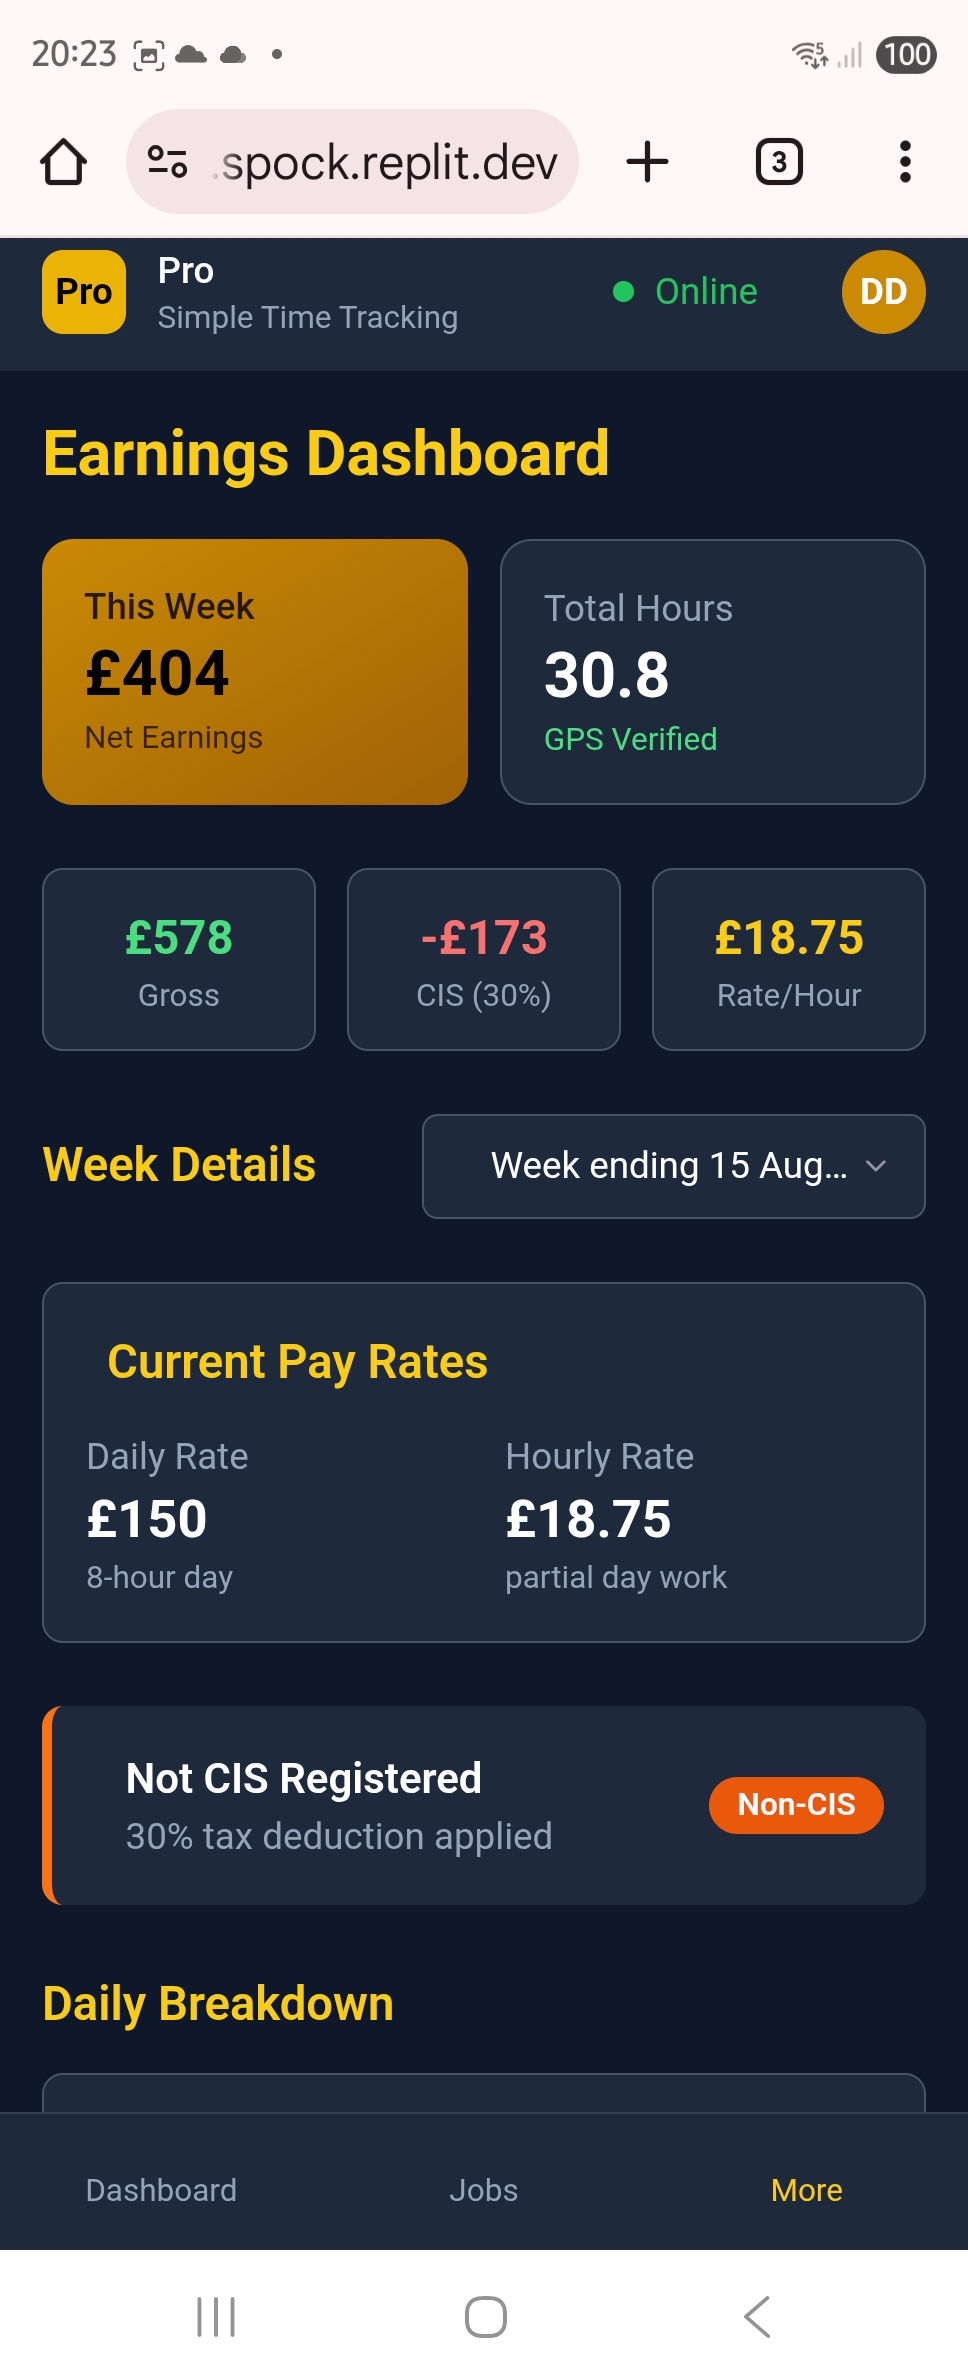 20:23
5
100
.spock.replit.dev
3
Pro
Pro
Simple Time Tracking
Online
DD
Earnings Dashboard
This Week
£404
Net Earnings
Total Hours
30.8
GPS Verified
£578
Gross
-£173
CIS (30%)
£18.75
Rate/Hour
Week Details
Week ending 15 Aug...
Current Pay Rates
Daily Rate
£150
8-hour day
Hourly Rate
£18.75
partial day work
Not CIS Registered
30% tax deduction applied
Non-CIS
Daily Breakdown
Dashboard
Jobs
More